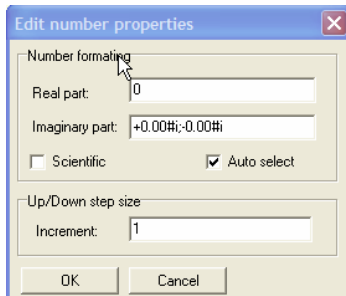 Edit number properties
Number formating
Real part: 0
Imaginary part: +0.00#i;-0.00#i
Scientific Auto select
Up/Down step size
Increment: 1
OK Cancel